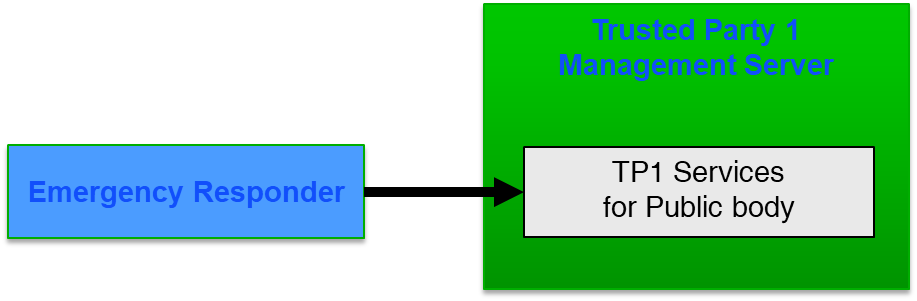 Trusted Party 1
Management Server
Emergency Responder
TP1 Services
for Public body